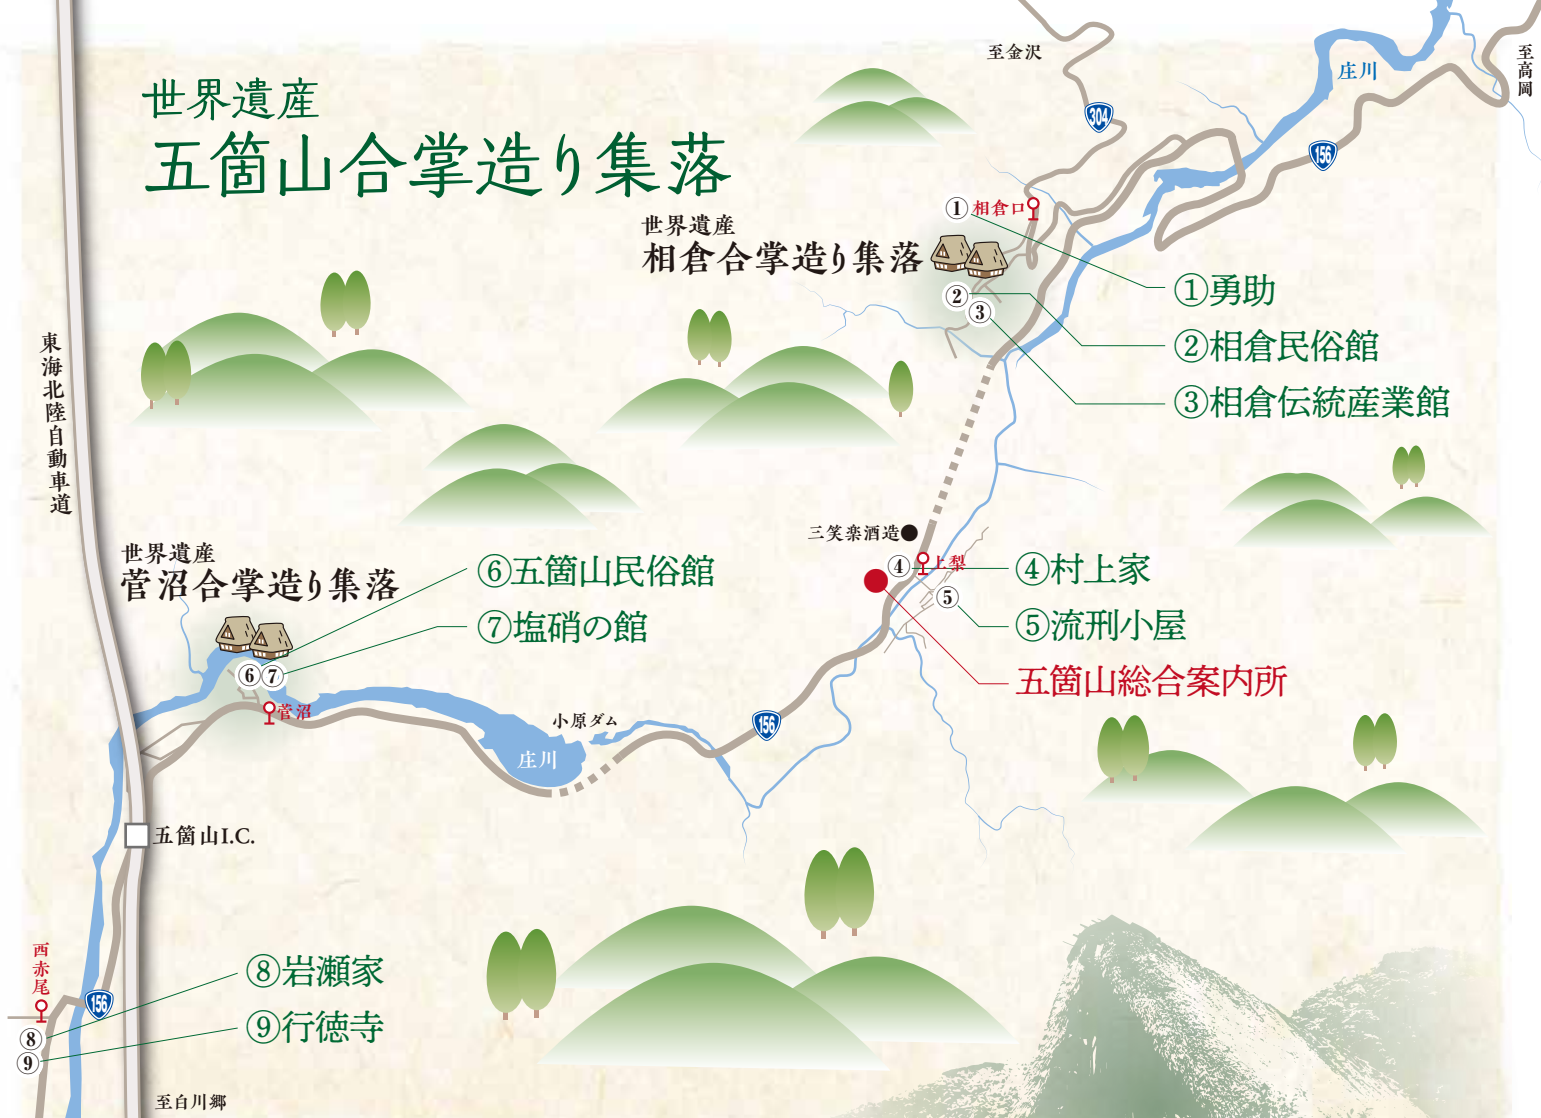 世界遺産
五箇山合掌造り集落
至金沢
304
庄川
至高岡
156
世界遺産
相倉合掌造り集落
①
相倉口
②
③
①勇助
②相倉民俗館
③相倉伝統産業館
東海北陸自動車道
三笑楽酒造
④
上梨
⑤
④村上家
⑤流刑小屋
五箇山総合案内所
世界遺産
菅沼合掌造り集落
⑥五箇山民俗館
⑦塩硝の館
⑥
⑦
菅沼
小原ダム
庄川
156
五箇山I.C.
西赤尾
156
⑧
⑨
⑧岩瀬家
⑨行徳寺
至白川郷